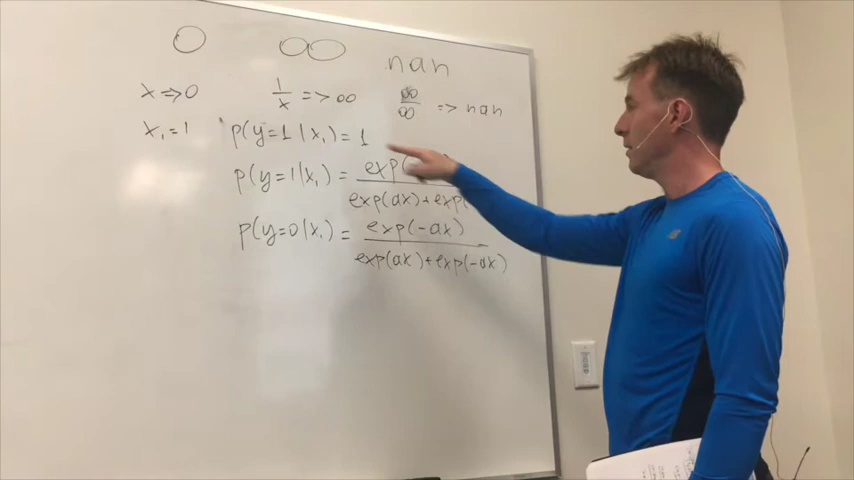 0 00 nan
x => 0 1/x => ∞ ∞/∞ => nan
x₁ = 1 p(y=1|x₁) = 1
p(y=1|x₁) = exp(
exp(ax) + exp(
p(y=0|x₁) = exp(-ax)
exp(ax) + exp(-ax)